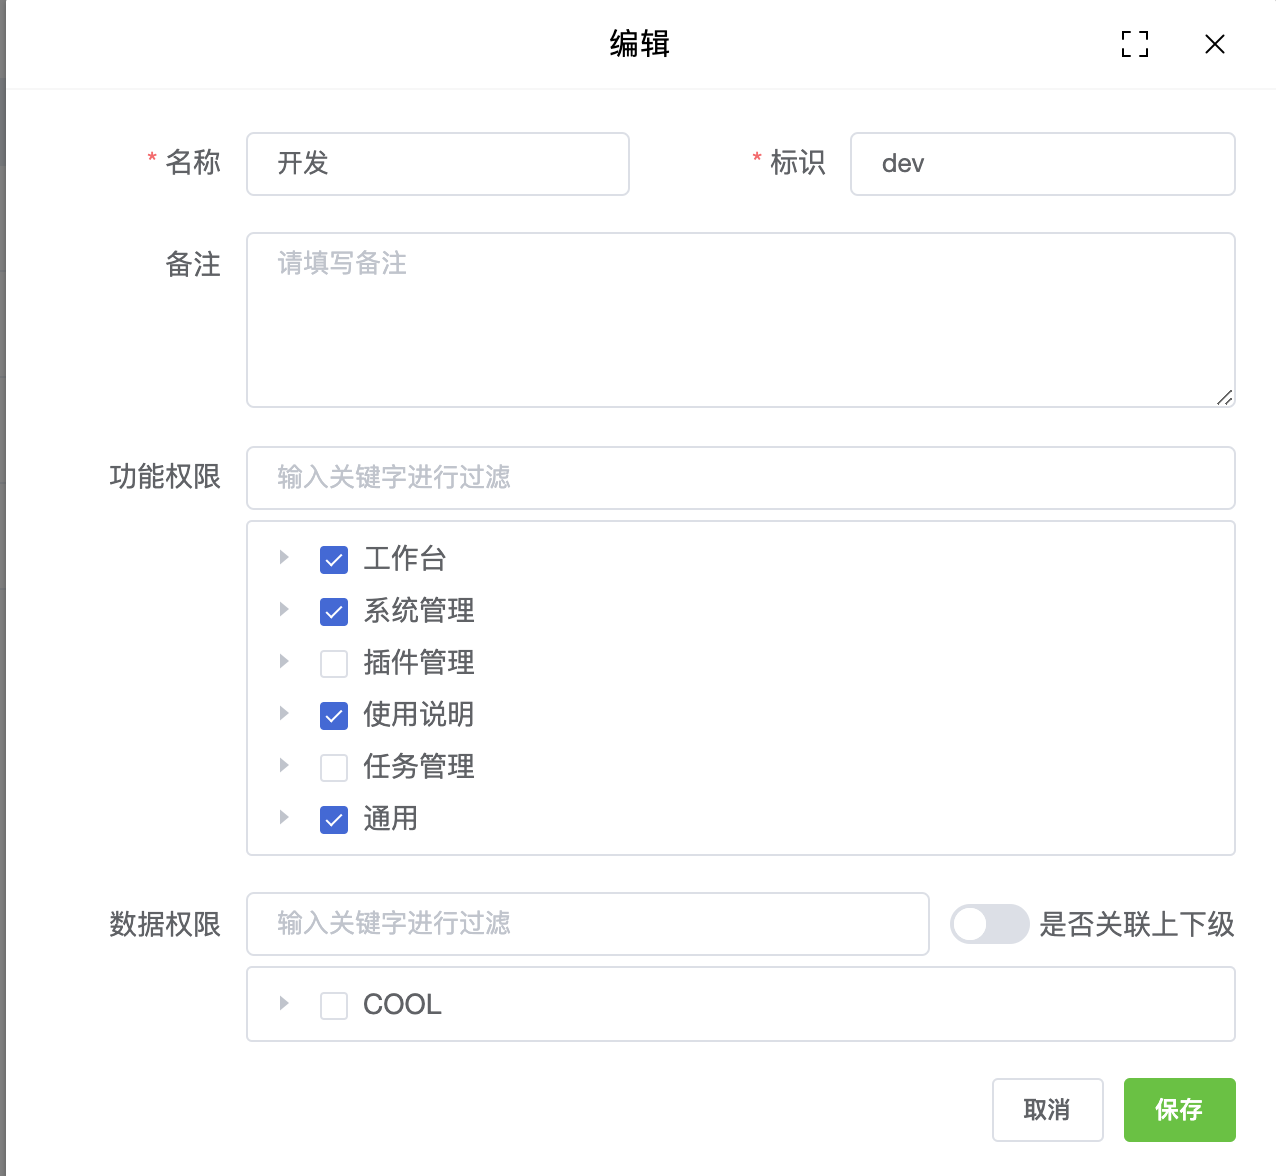 编辑
* 名称 开发
* 标识 dev
备注 请填写备注
功能权限 输入关键字进行过滤
工作台
系统管理
插件管理
使用说明
任务管理
通用
数据权限 输入关键字进行过滤 是否关联上下级
COOL
取消 保存